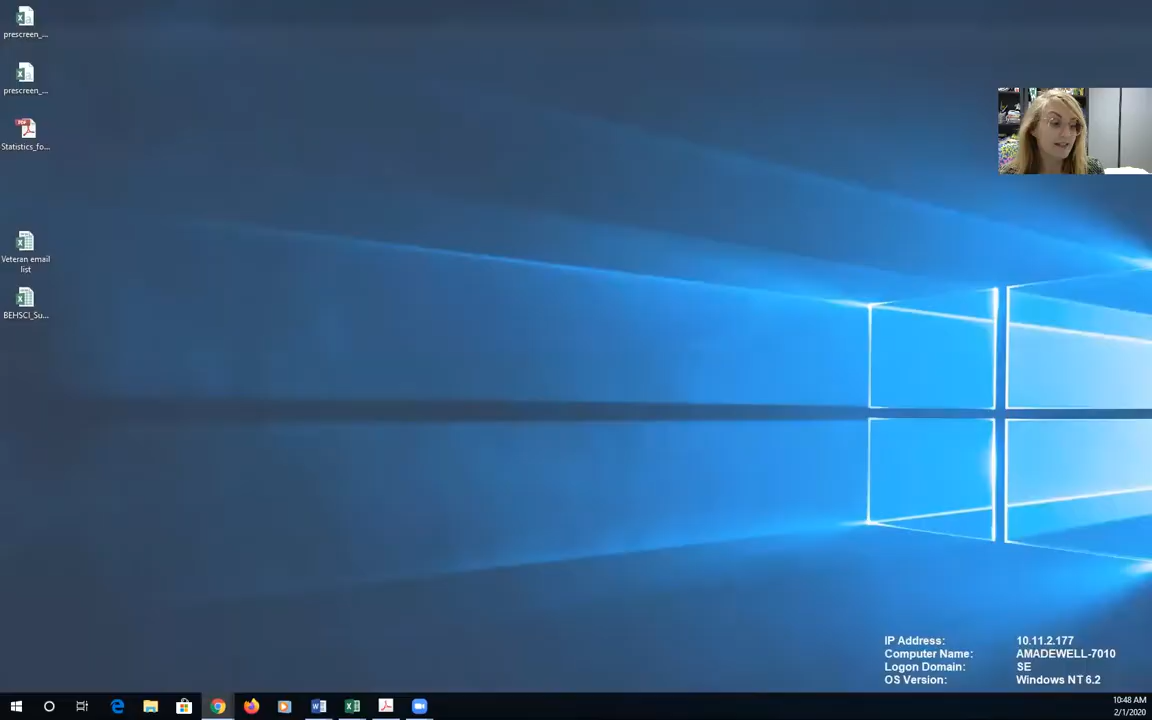 prescreen_...
prescreen_...
Statistics_fo...
Veteran email
list
BEHSCI_Su...
IP Address: 10.11.2.177
Computer Name: AMADEWELL-7010
Logon Domain: SE
OS Version: Windows NT 6.2
10:48 AM
2/1/2020